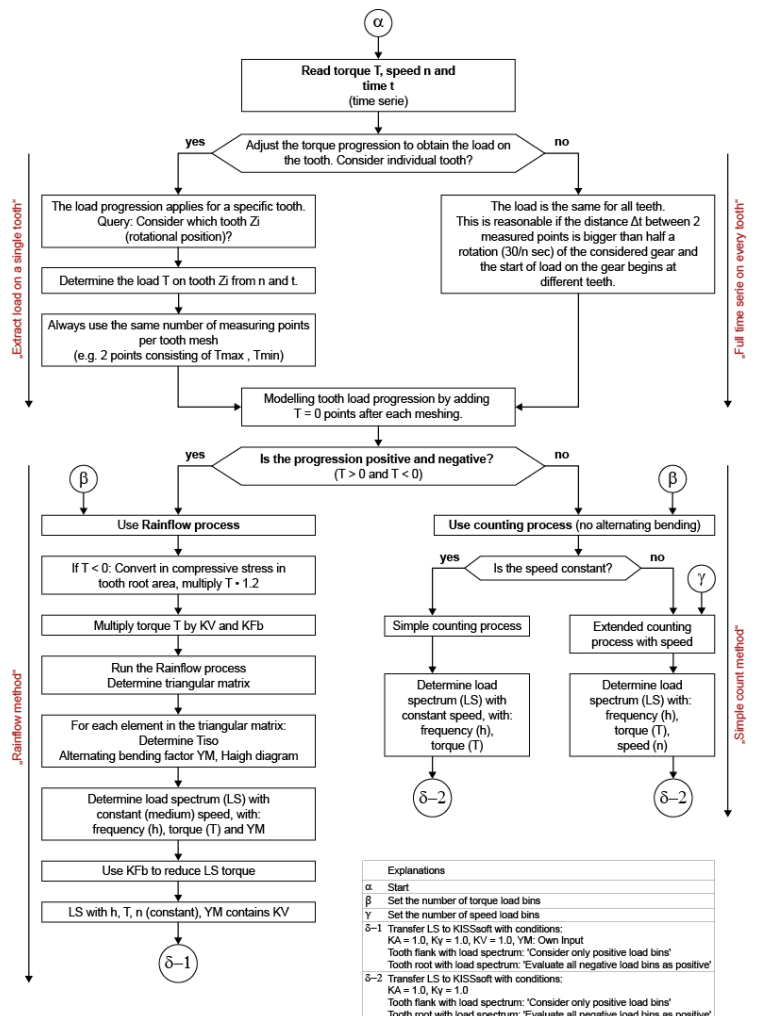 α
Read torque T, speed n and
time t
(time serie)
yes
Adjust the torque progression to obtain the load on
the tooth. Consider individual tooth?
no
„Extract load on a single tooth“
The load progression applies for a specific tooth.
Query: Consider which tooth Zi
(rotational position)?
Determine the load T on tooth Zi from n and t.
Always use the same number of measuring points
per tooth mesh
(e.g. 2 points consisting of Tmax , Tmin)
The load is the same for all teeth.
This is reasonable if the distance Δt between 2
measured points is bigger than half a
rotation (30/n sec) of the considered gear and
the start of load on the gear begins at
different teeth.
„Full time serie on every tooth“
Modelling tooth load progression by adding
T = 0 points after each meshing.
yes
Is the progression positive and negative?
(T > 0 and T < 0)
no
„Rainflow method“
β
Use Rainflow process
If T < 0: Convert in compressive stress in
tooth root area, multiply T • 1.2
Multiply torque T by KV and KFb
Run the Rainflow process
Determine triangular matrix
For each element in the triangular matrix:
Determine Tiso
Alternating bending factor YM, Haigh diagram
Determine load spectrum (LS) with
constant (medium) speed, with:
frequency (h), torque (T) and YM
Use KFb to reduce LS torque
LS with h, T, n (constant), YM contains KV
δ–1
β
Use counting process (no alternating bending)
yes
Is the speed constant?
no
γ
Simple counting process
Extended counting
process with speed
Determine load
spectrum (LS) with
constant speed, with:
frequency (h),
torque (T)
Determine load
spectrum (LS) with:
frequency (h),
torque (T),
speed (n)
δ–2
δ–2
„Simple count method“
Explanations
α Start
β Set the number of torque load bins
γ Set the number of speed load bins
δ–1 Transfer LS to KISSsoft with conditions:
KA = 1.0, Kγ = 1.0, KV = 1.0, YM: Own Input
Tooth flank with load spectrum: 'Consider only positive load bins'
Tooth root with load spectrum: 'Evaluate all negative load bins as positive'
δ–2 Transfer LS to KISSsoft with conditions:
KA = 1.0, Kγ = 1.0
Tooth flank with load spectrum: 'Consider only positive load bins'
Tooth root with load spectrum: 'Evaluate all negative load bins as positive'